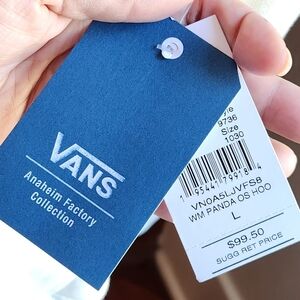 VANS
Anaheim Factory
Collection
9736
Size
1030
VN0A5LJVFS8
WM PANDA OS HOO
L
$99.50
SUGG RET PRICE